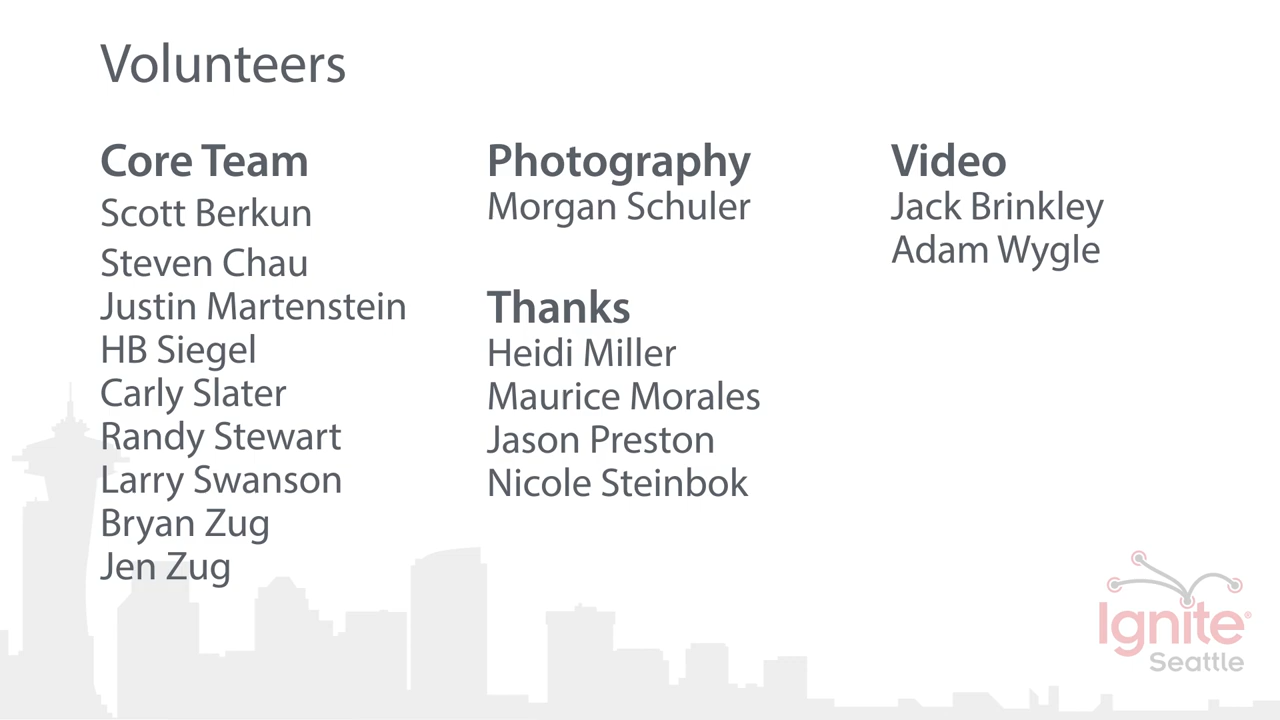 Volunteers
Core Team
Scott Berkun
Steven Chau
Justin Martenstein
HB Siegel
Carly Slater
Randy Stewart
Larry Swanson
Bryan Zug
Jen Zug
Photography
Morgan Schuler
Thanks
Heidi Miller
Maurice Morales
Jason Preston
Nicole Steinbok
Video
Jack Brinkley
Adam Wygle
Ignite®
Seattle